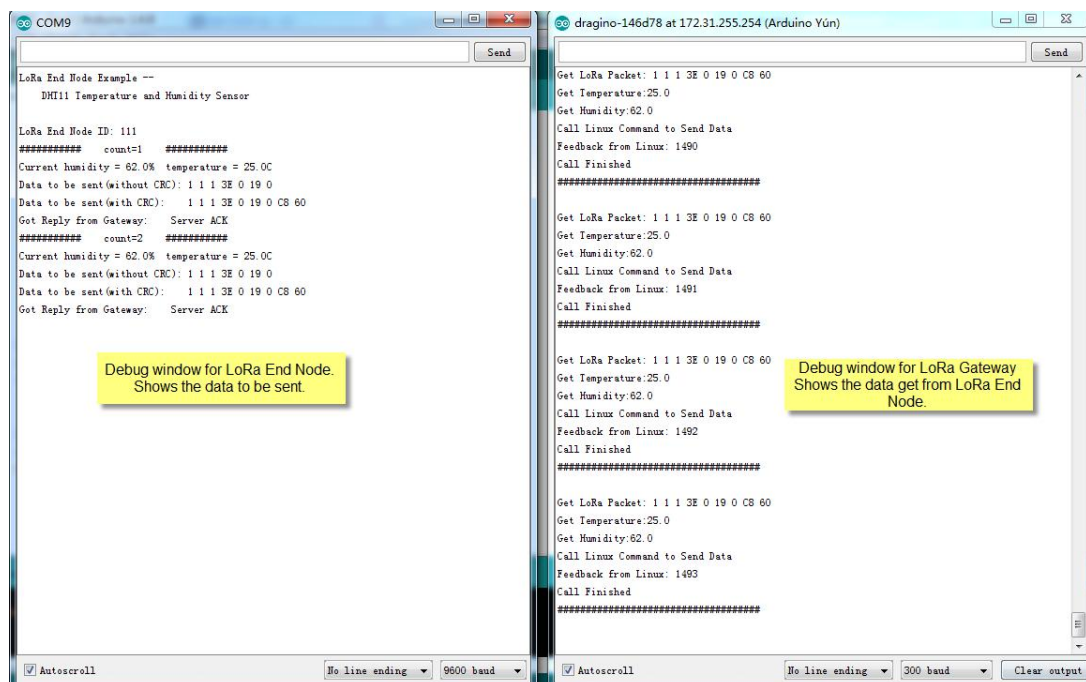 COM9
Send
LoRa End Node Example --
DHT11 Temperature and Humidity Sensor
LoRa End Node ID: 111
########### count=1 ###########
Current humidity = 62.0% temperature = 25.0C
Data to be sent(without CRC): 1 1 1 3E 0 19 0
Data to be sent(with CRC): 1 1 1 3E 0 19 0 C8 60
Got Reply from Gateway: Server ACK
########### count=2 ###########
Current humidity = 62.0% temperature = 25.0C
Data to be sent(without CRC): 1 1 1 3E 0 19 0
Data to be sent(with CRC): 1 1 1 3E 0 19 0 C8 60
Got Reply from Gateway: Server ACK
Debug window for LoRa End Node.
Shows the data to be sent.
Autoscroll
No line ending
9600 baud
dragino-146d78 at 172.31.255.254 (Arduino Yún)
Send
Get LoRa Packet: 1 1 1 3E 0 19 0 C8 60
Get Temperature:25.0
Get Humidity:62.0
Call Linux Command to Send Data
Feedback from Linux: 1490
Call Finished
###################################
Get LoRa Packet: 1 1 1 3E 0 19 0 C8 60
Get Temperature:25.0
Get Humidity:62.0
Call Linux Command to Send Data
Feedback from Linux: 1491
Call Finished
###################################
Get LoRa Packet: 1 1 1 3E 0 19 0 C8 60
Get Temperature:25.0
Get Humidity:62.0
Call Linux Command to Send Data
Feedback from Linux: 1492
Call Finished
###################################
Get LoRa Packet: 1 1 1 3E 0 19 0 C8 60
Get Temperature:25.0
Get Humidity:62.0
Call Linux Command to Send Data
Feedback from Linux: 1493
Call Finished
###################################
Debug window for LoRa Gateway
Shows the data get from LoRa End
Node.
Autoscroll
No line ending
300 baud
Clear output